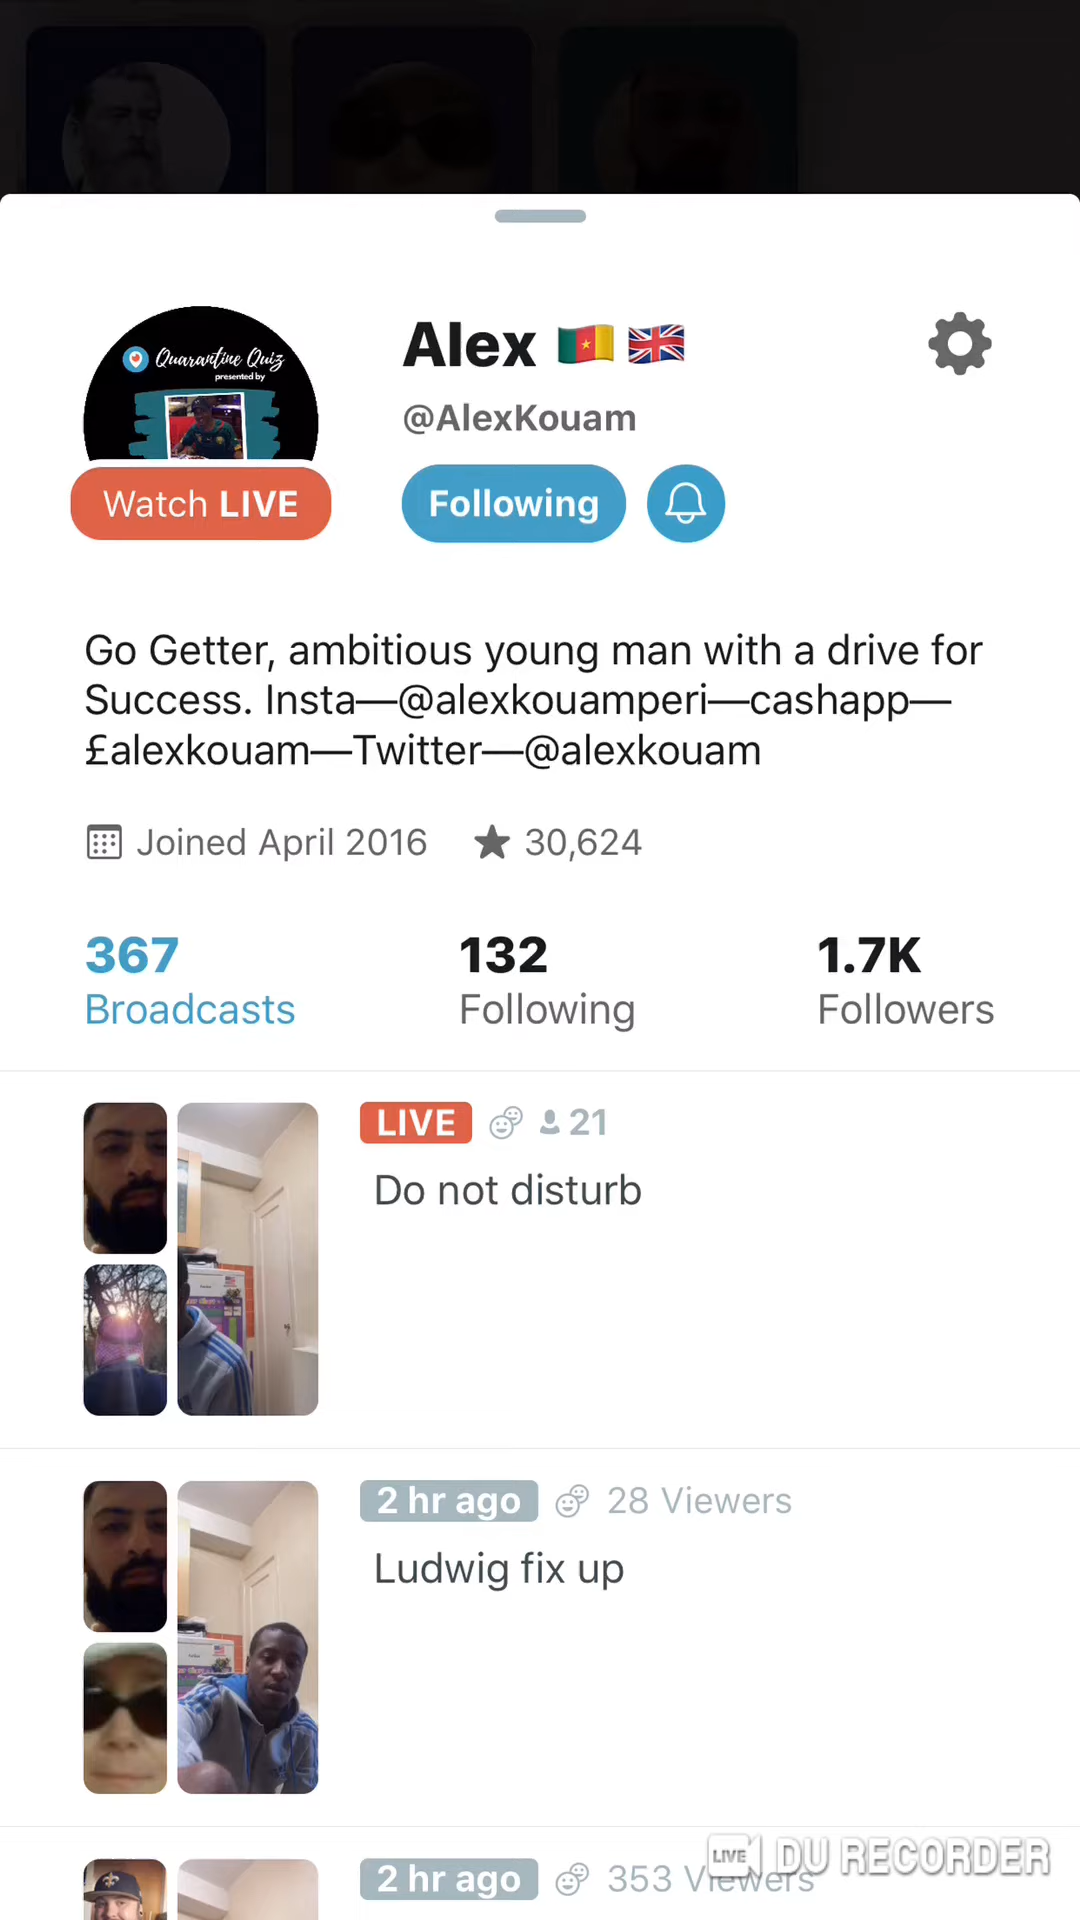 Quarantine Quiz
presented by
Watch LIVE
Alex 🇨🇲 🇬🇧
@AlexKouam
Following
Go Getter, ambitious young man with a drive for
Success. Insta—@alexkouamperi—cashapp—
£alexkouam—Twitter—@alexkouam
Joined April 2016 ★ 30,624
367 132 1.7K
Broadcasts Following Followers
LIVE 21
Do not disturb
2 hr ago 28 Viewers
Ludwig fix up
2 hr ago 353 Viewers
LIVE DU RECORDER